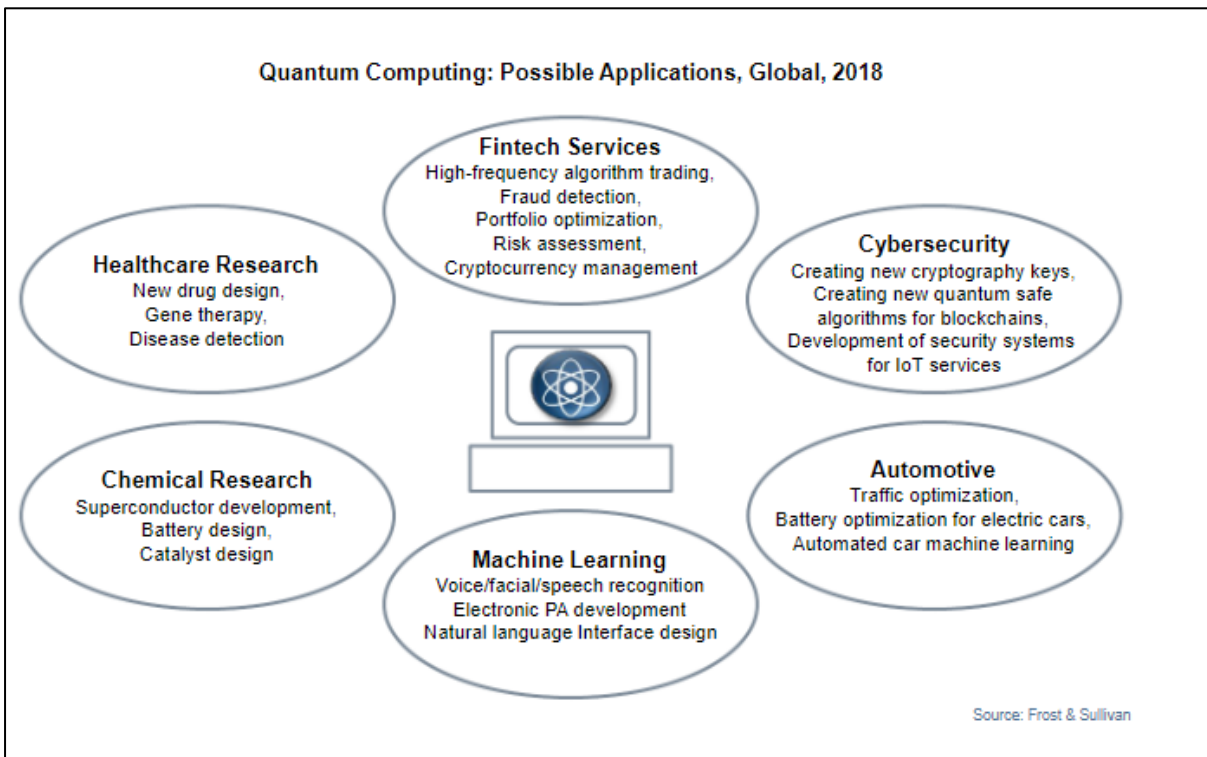 Quantum Computing: Possible Applications, Global, 2018
Fintech Services
High-frequency algorithm trading,
Fraud detection,
Portfolio optimization,
Risk assessment,
Cryptocurrency management
Healthcare Research
New drug design,
Gene therapy,
Disease detection
Cybersecurity
Creating new cryptography keys,
Creating new quantum safe
algorithms for blockchains,
Development of security systems
for IoT services
Chemical Research
Superconductor development,
Battery design,
Catalyst design
Machine Learning
Voice/facial/speech recognition
Electronic PA development
Natural language Interface design
Automotive
Traffic optimization,
Battery optimization for electric cars,
Automated car machine learning
Source: Frost & Sullivan